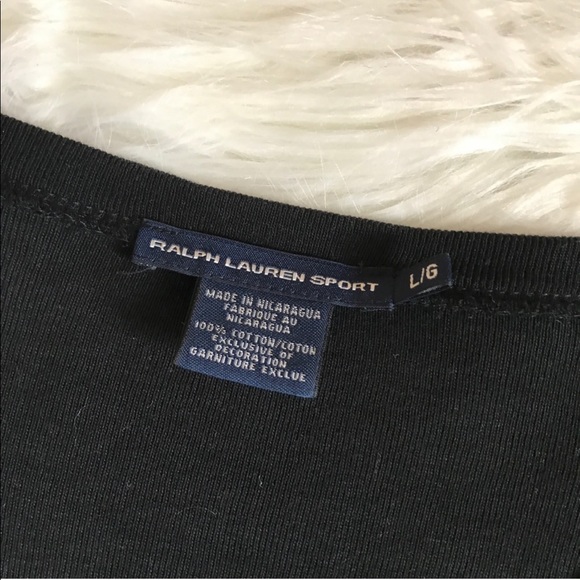 RALPH LAUREN SPORT
L/G
MADE IN NICARAGUA
FABRIQUE AU
NICARAGUA
100% COTTON/COTON
EXCLUSIVE OF
DECORATION
GARNITURE EXCLUE